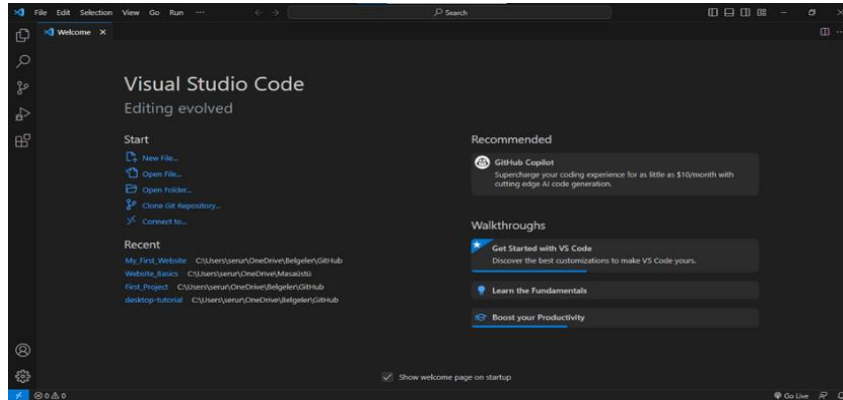 File Edit Selection View Go Run ··· Search
Welcome
Visual Studio Code
Editing evolved
Start
New File...
Open File...
Open Folder...
Clone Git Repository...
Connect to...
Recent
My_First_Website C:\Users\serur\OneDrive\Belgeler\GitHub
Website_Basics C:\Users\serur\OneDrive\Masaüstü
First_Project C:\Users\serur\OneDrive\Belgeler\GitHub
desktop-tutorial C:\Users\serur\OneDrive\Belgeler\GitHub
Recommended
GitHub Copilot
Supercharge your coding experience for as little as $10/month with
cutting edge AI code generation.
Walkthroughs
Get Started with VS Code
Discover the best customizations to make VS Code yours.
Learn the Fundamentals
Boost your Productivity
Show welcome page on startup
0 0 0 Go Live